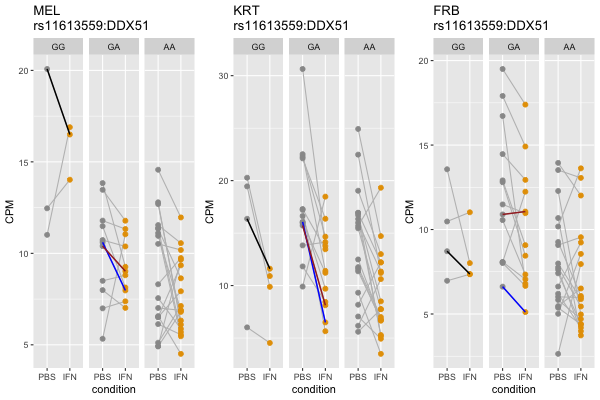 MEL
rs11613559:DDX51
GG GA AA
CPM
20
15
10
5
PBS IFN PBS IFN PBS IFN
condition
KRT
rs11613559:DDX51
GG GA AA
CPM
30
20
10
PBS IFN PBS IFN PBS IFN
condition
FRB
rs11613559:DDX51
GG GA AA
CPM
20
15
10
5
PBS IFN PBS IFN PBS IFN
condition